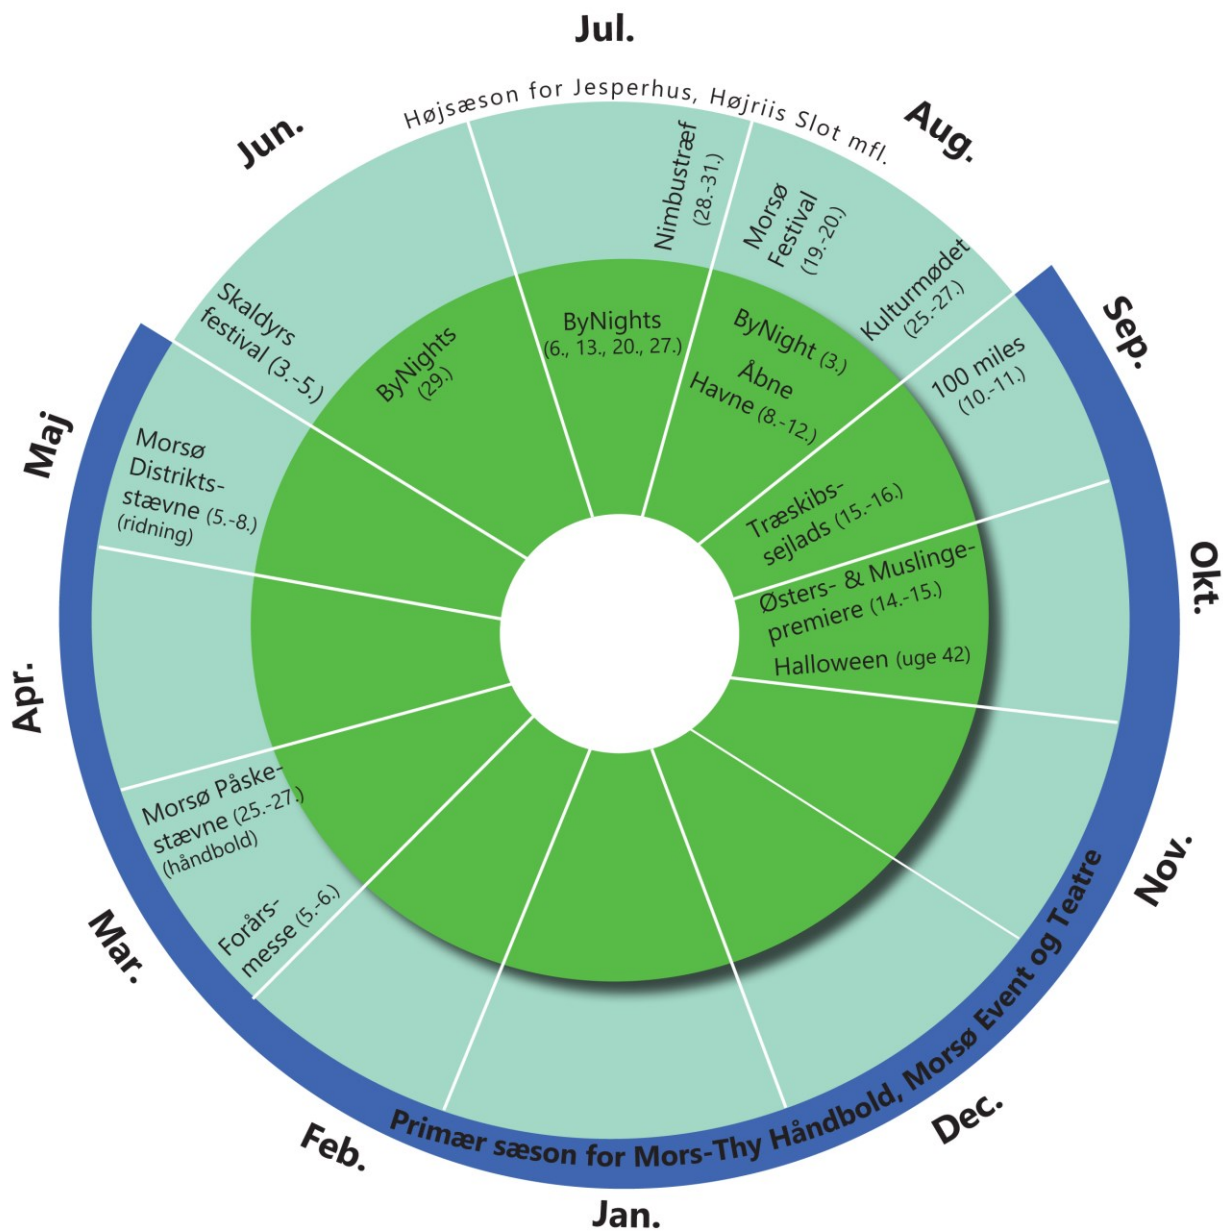 Jul.
Højsæson for Jesperhus, Højriis Slot mfl.
Nimbustræf
(28.-31.)
ByNights
(6., 13., 20., 27.)
Aug.
Morsø
Festival
(19.-20.)
Kulturmødet
(25.-27.)
ByNight (3.)
Åbne
Havne (8.-12.)
Sep.
100 miles
(10.-11.)
Træskibs-
sejlads (15.-16.)
Okt.
Østers- & Muslinge-
premiere (14.-15.)
Halloween (uge 42)
Nov.
Dec.
Primær sæson for Mors-Thy Håndbold, Morsø Event og Teatre
Jan.
Feb.
Mar.
Forårs-
messe (5.-6.)
Morsø Påske-
stævne (25.-27.)
(håndbold)
Apr.
Maj
Morsø
Distrikts-
stævne (5.-8.)
(ridning)
Jun.
Skaldyrs
festival (3.-5.)
ByNights
(29.)